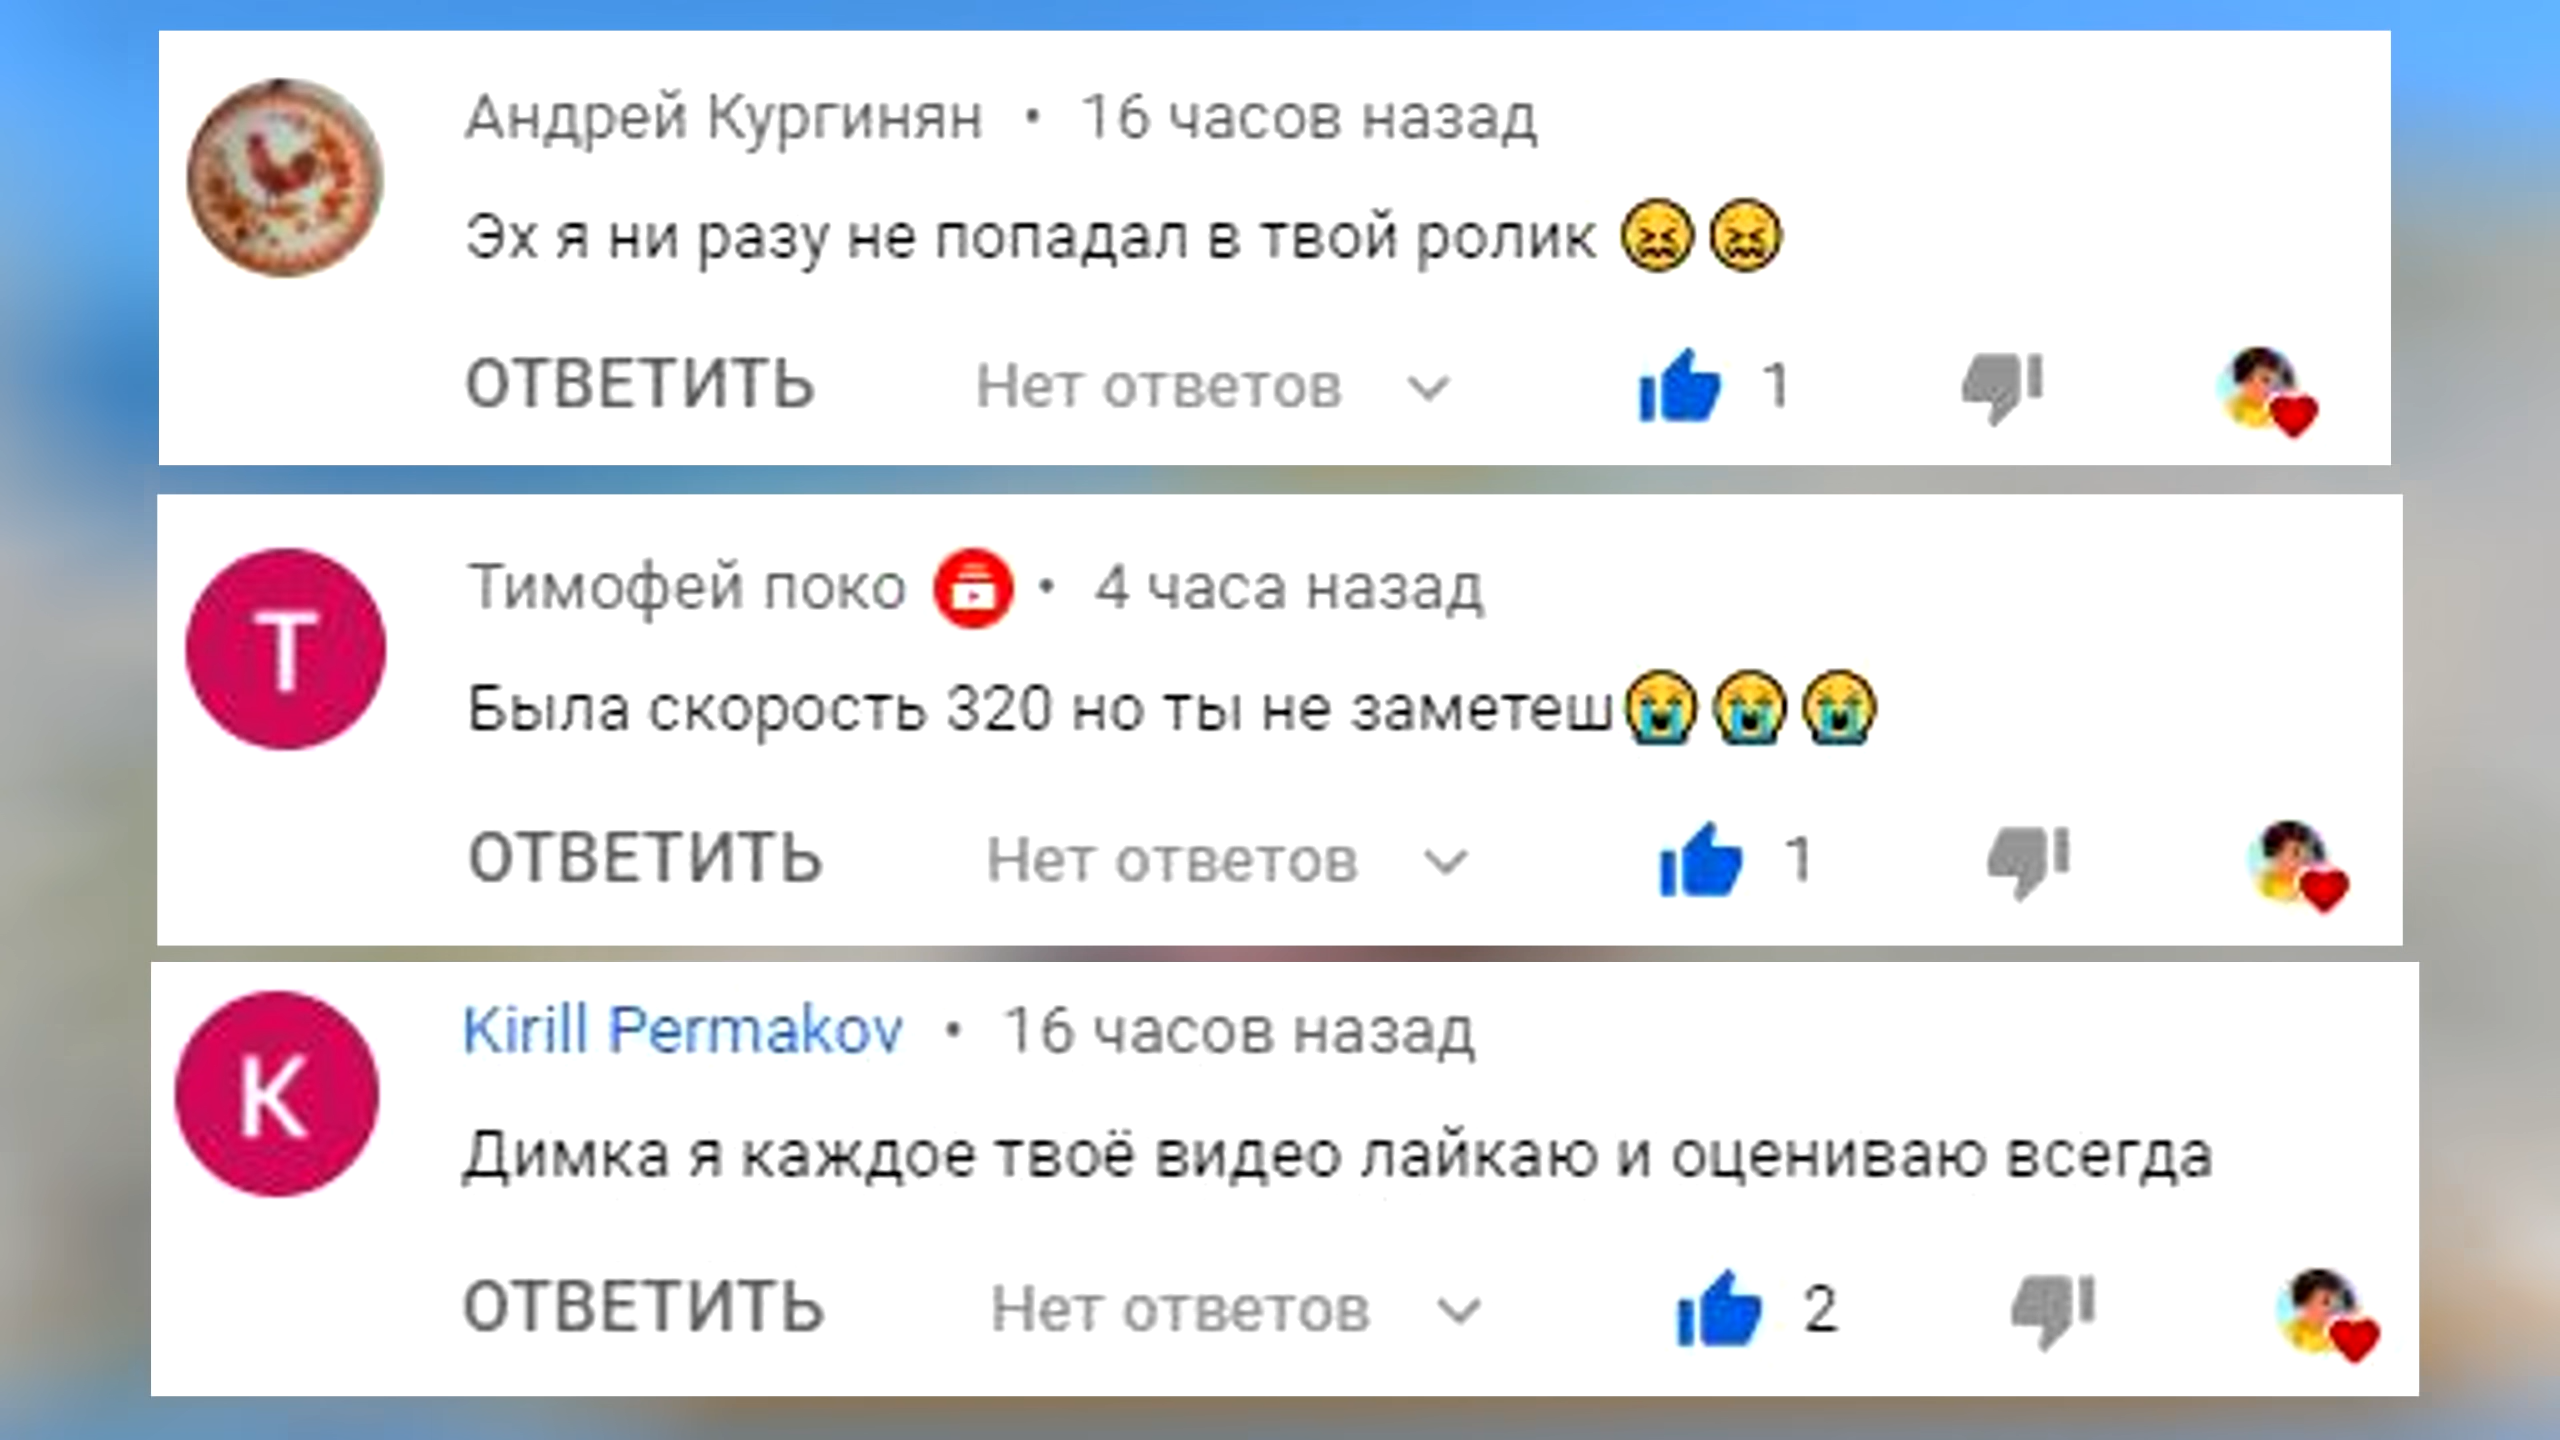 Андрей Кургинян • 16 часов назад
Эх я ни разу не попадал в твой ролик 😖😖
ОТВЕТИТЬ Нет ответов 1
Т
Тимофей поко • 4 часа назад
Была скорость 320 но ты не заметеш😭😭😭
ОТВЕТИТЬ Нет ответов 1
K
Kirill Permakov • 16 часов назад
Димка я каждое твоё видео лайкаю и оцениваю всегда
ОТВЕТИТЬ Нет ответов 2